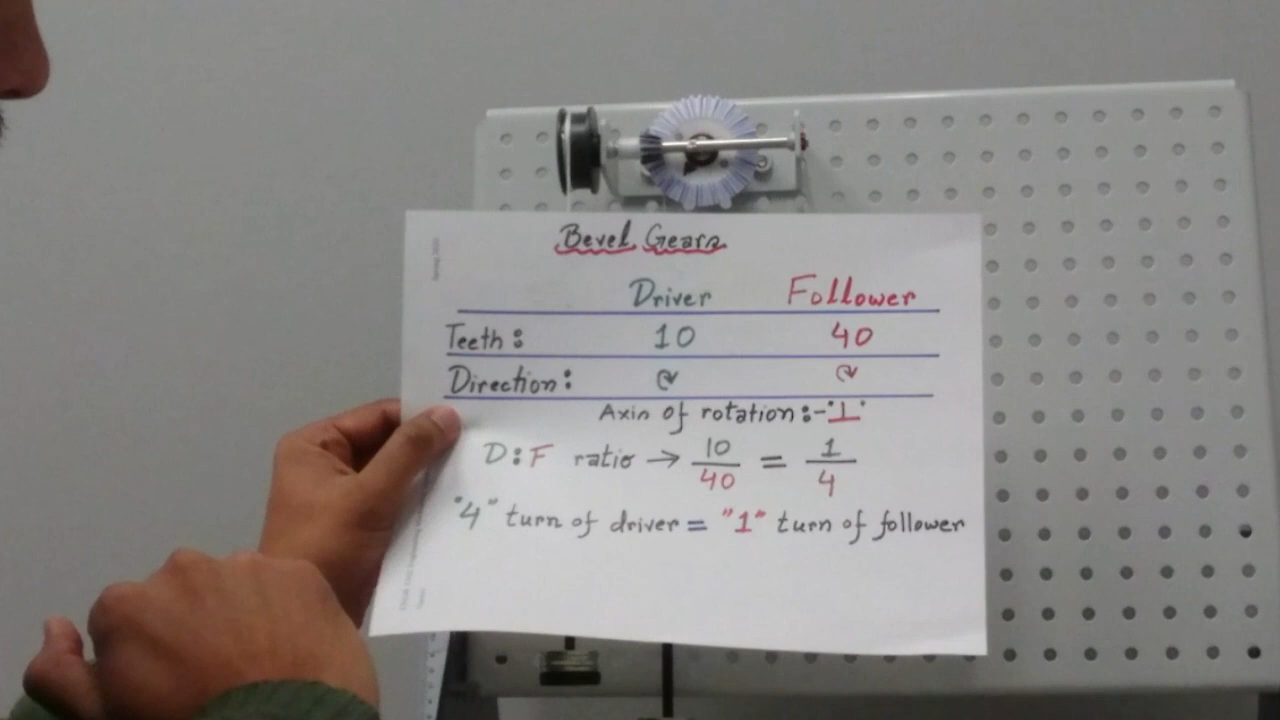 Bevel Gears
Driver Follower
Teeth: 10 40
Direction: ↷ ↷
Axis of rotation:- "⊥"
D:F ratio → 10/40 = 1/4
"4" turn of driver = "1" turn of follower